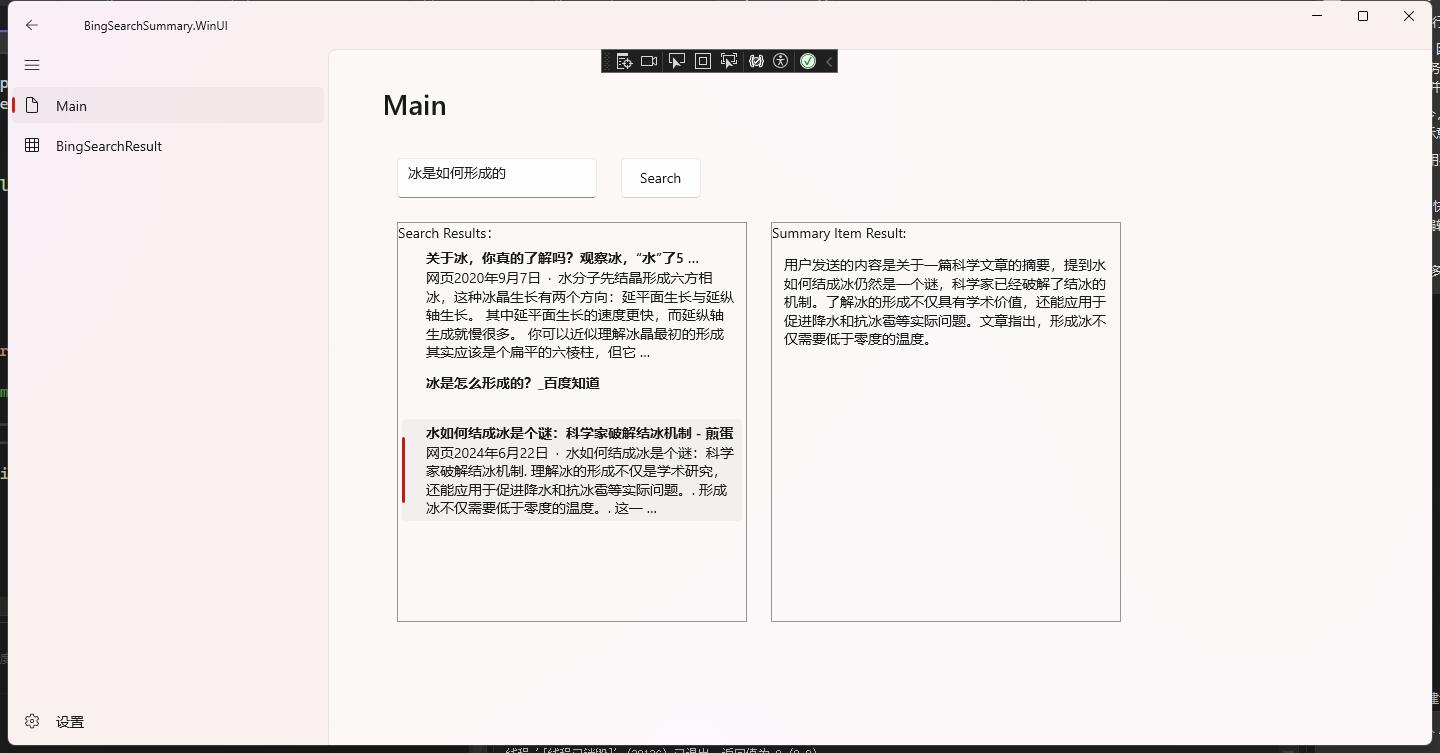 BingSearchSummary.WinUI
Main
BingSearchResult
设置
Main
冰是如何形成的
Search
Search Results：
关于冰，你真的了解吗？观察冰，“水”了5 ...
网页2020年9月7日 · 水分子先结晶形成六方相
冰，这种冰晶生长有两个方向：延平面生长与延纵
轴生长。 其中延平面生长的速度更快，而延纵轴
生成就慢很多。 你可以近似理解冰晶最初的形成
其实应该是个扁平的六棱柱，但它 ...
冰是怎么形成的？_百度知道
水如何结成冰是个谜：科学家破解结冰机制 - 煎蛋
网页2024年6月22日 · 水如何结成冰是个谜：科学
家破解结冰机制. 理解冰的形成不仅是学术研究，
还能应用于促进降水和抗冰雹等实际问题。. 形成
冰不仅需要低于零度的温度。. 这一 ...
Summary Item Result:
用户发送的内容是关于一篇科学文章的摘要，提到水
如何结成冰仍然是一个谜，科学家已经破解了结冰的
机制。了解冰的形成不仅具有学术价值，还能应用于
促进降水和抗冰雹等实际问题。文章指出，形成冰不
仅需要低于零度的温度。